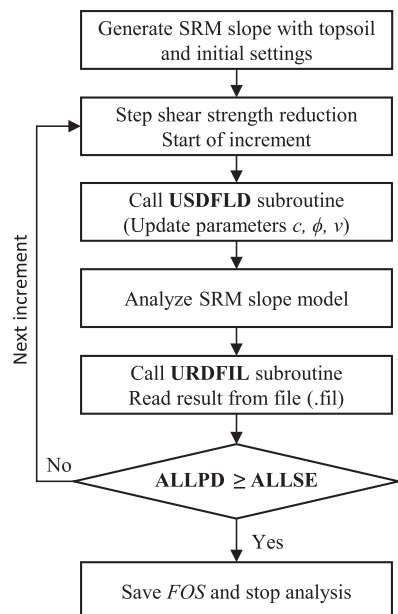 Generate SRM slope with topsoil
and initial settings
Step shear strength reduction
Start of increment
Call USDFLD subroutine
(Update parameters c, ϕ, v)
Analyze SRM slope model
Call URDFIL subroutine
Read result from file (.fil)
Next increment
ALLPD ≥ ALLSE
No
Yes
Save FOS and stop analysis